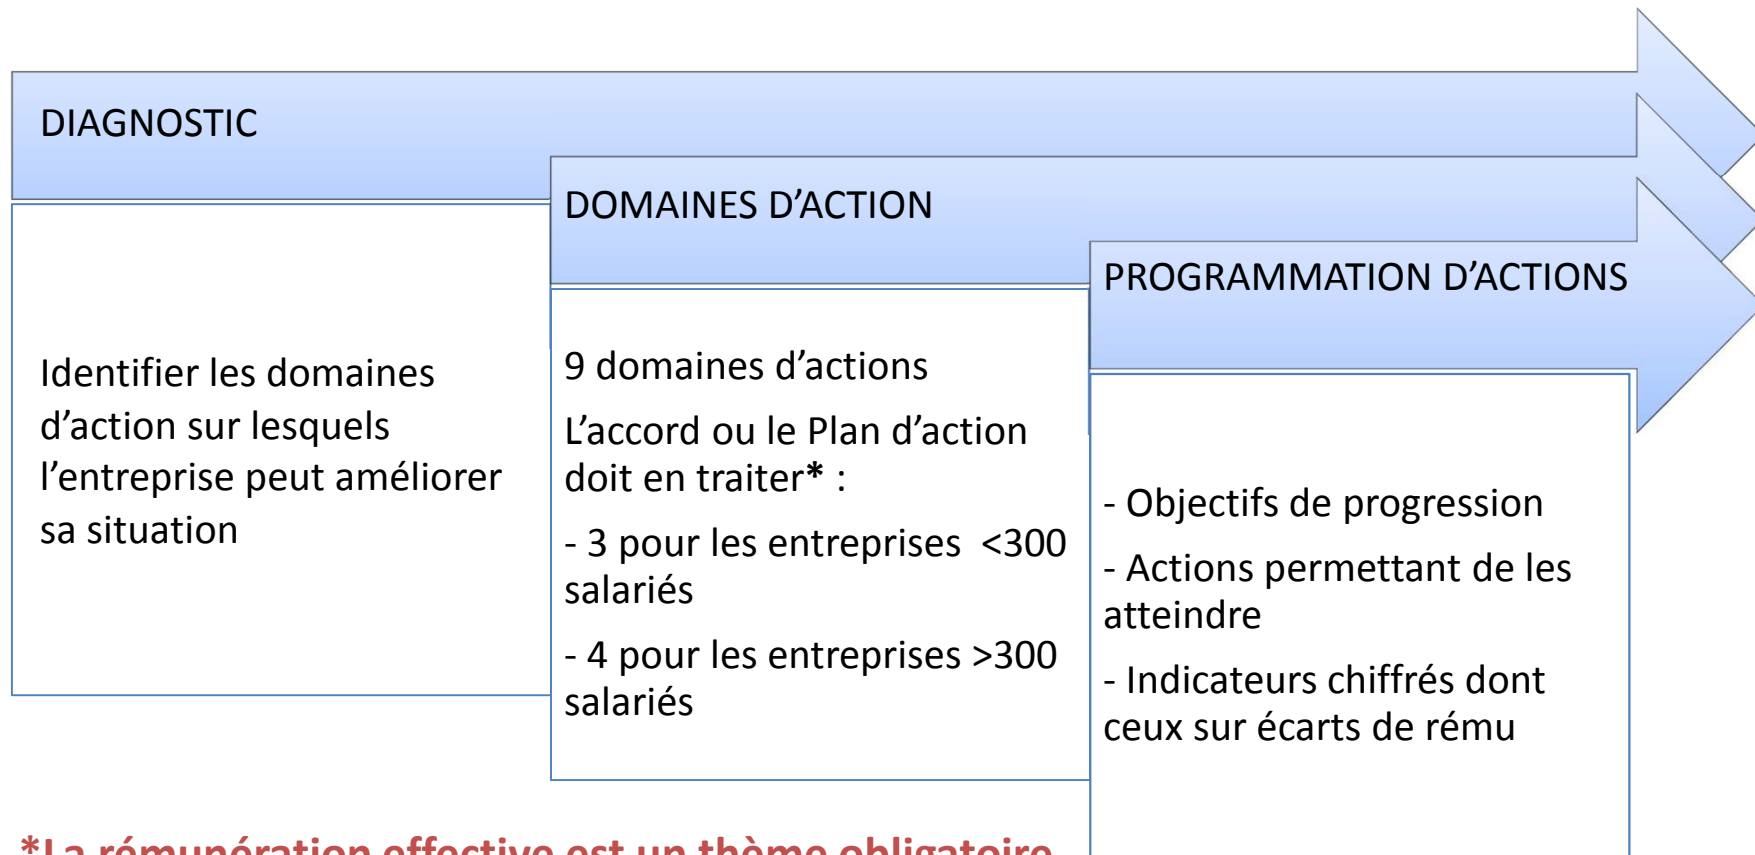 DIAGNOSTIC
Identifier les domaines
d’action sur lesquels
l’entreprise peut améliorer
sa situation
DOMAINES D’ACTION
9 domaines d’actions
L’accord ou le Plan d’action
doit en traiter* :
- 3 pour les entreprises <300
salariés
- 4 pour les entreprises >300
salariés
PROGRAMMATION D’ACTIONS
- Objectifs de progression
- Actions permettant de les
atteindre
- Indicateurs chiffrés dont
ceux sur écarts de rému
*La rémunération effective est un thème obligatoire